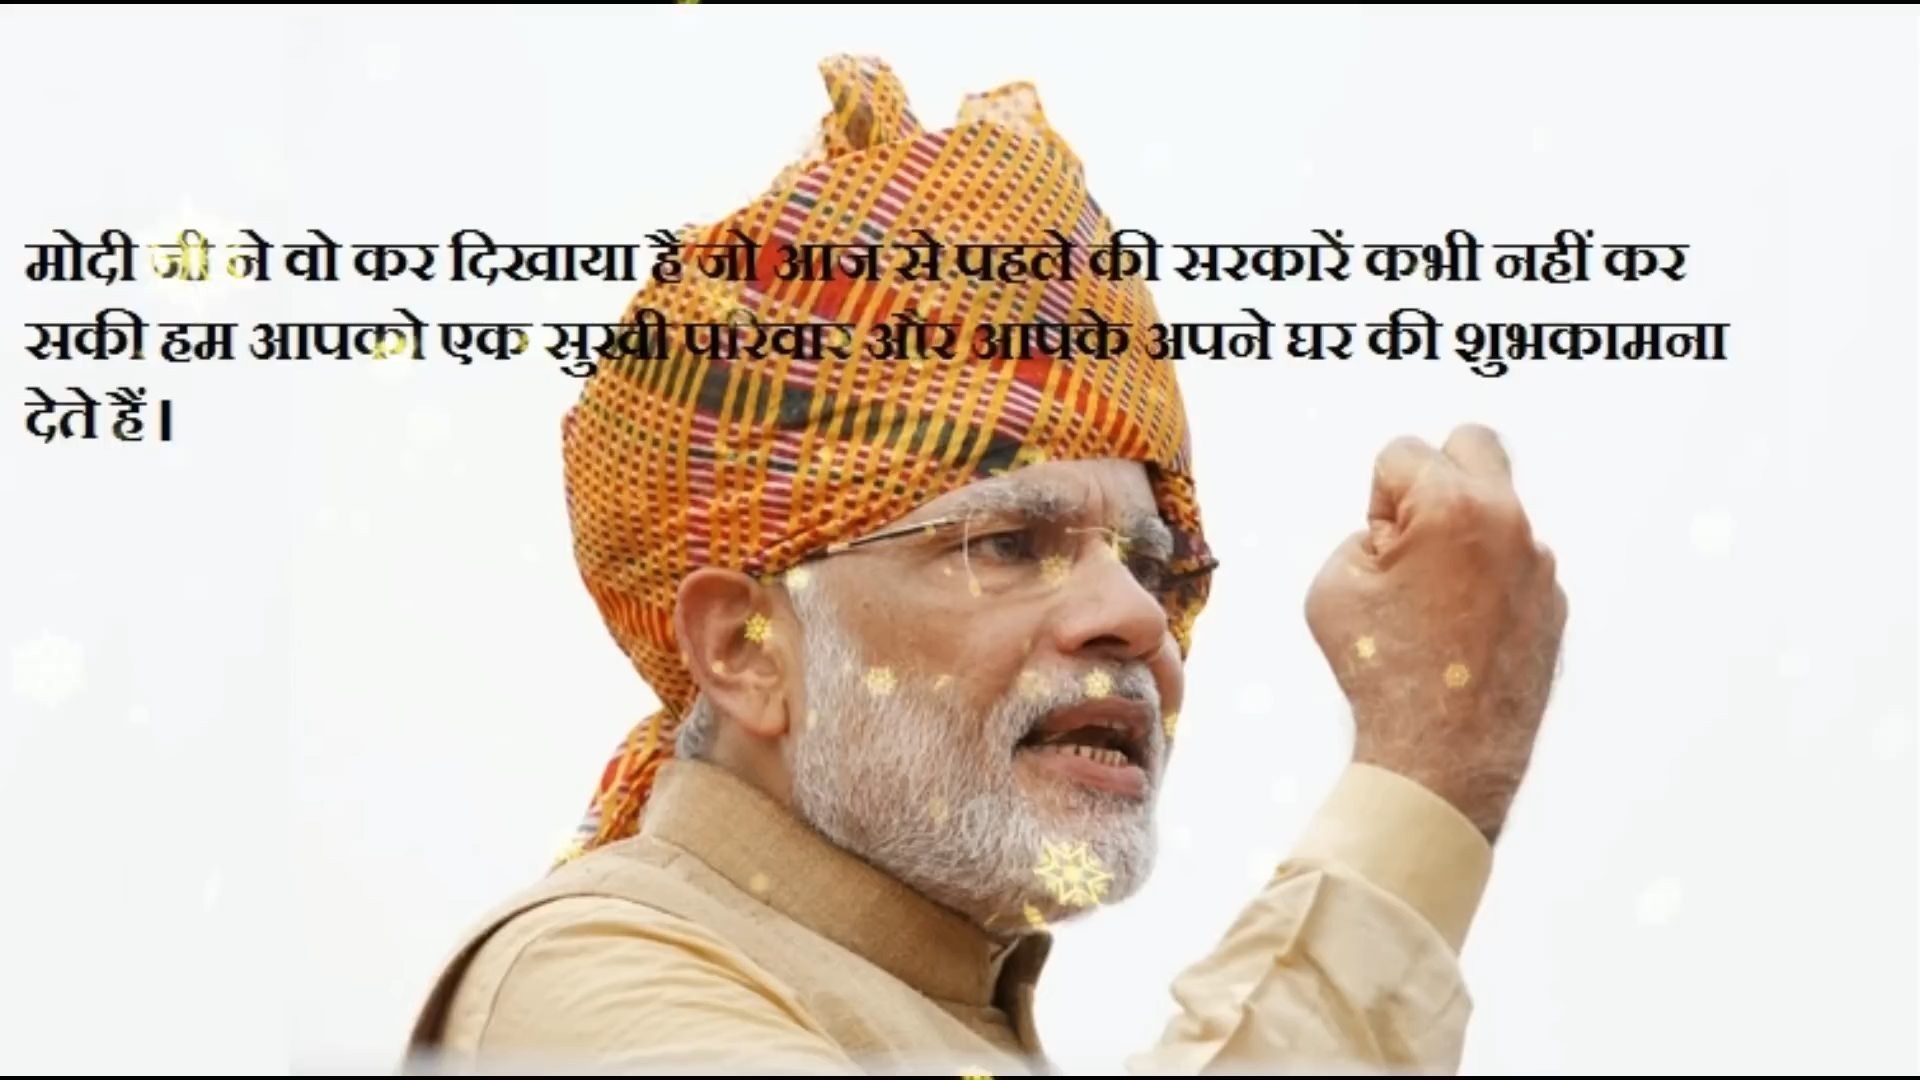 मोदी जी ने वो कर दिखाया है जो आज से पहले की सरकारें कभी नहीं कर
सकी हम आपको एक सुखी परिवार और आपके अपने घर की शुभकामना
देते हैं।